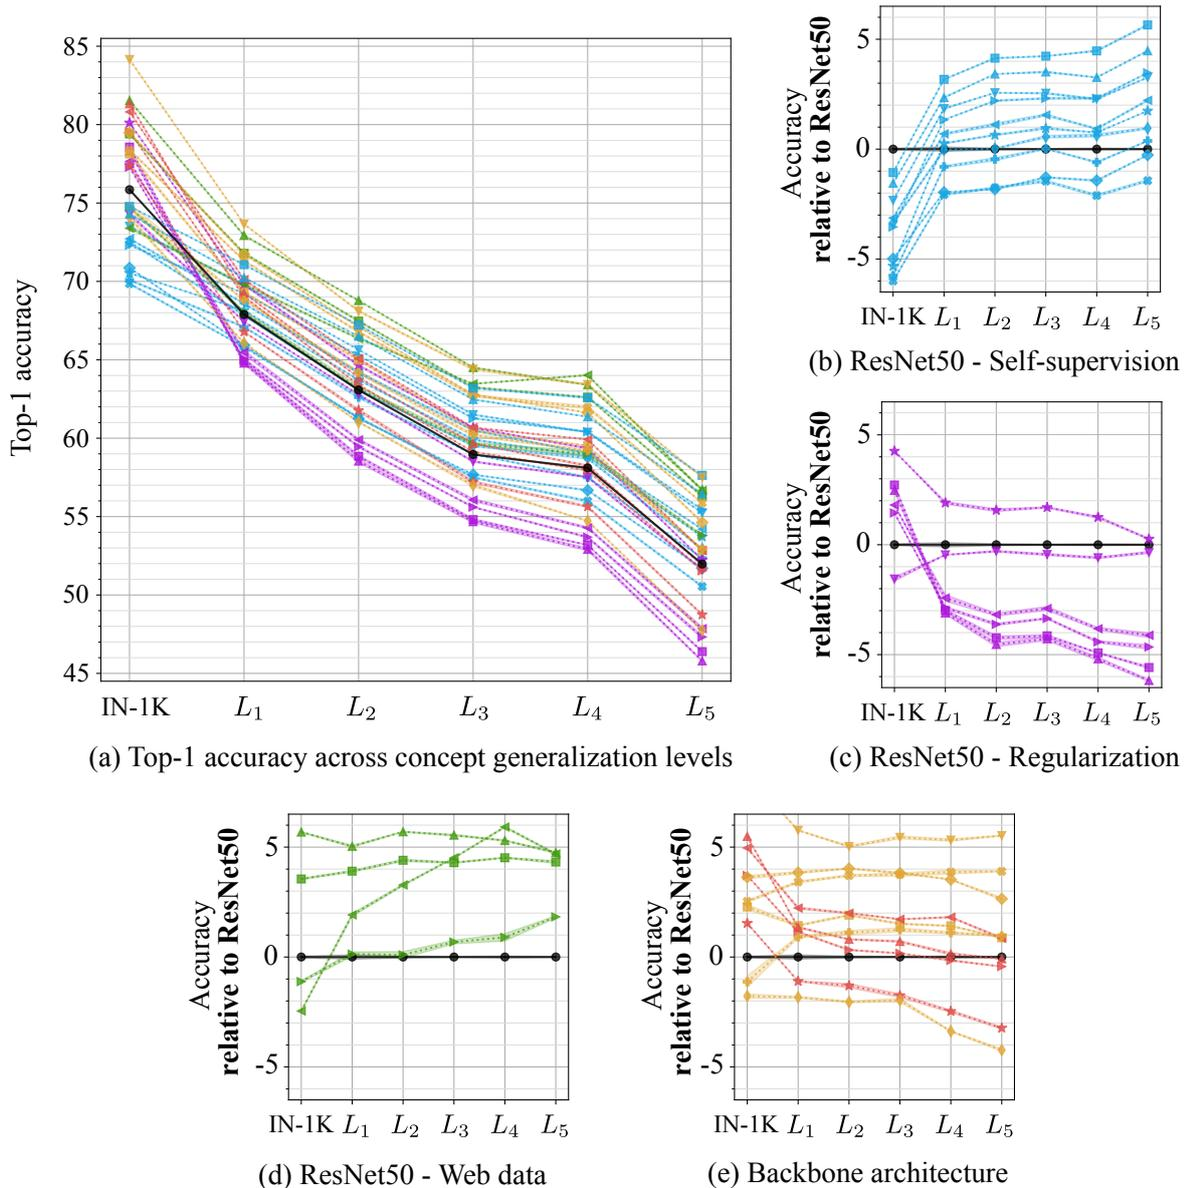 85
80
75
70
65
60
55
50
45
Top-1 accuracy
IN-1K L₁ L₂ L₃ L₄ L₅
(a) Top-1 accuracy across concept generalization levels
Accuracy
relative to ResNet50
5
0
-5
IN-1K L₁ L₂ L₃ L₄ L₅
(b) ResNet50 - Self-supervision
Accuracy
relative to ResNet50
5
0
-5
IN-1K L₁ L₂ L₃ L₄ L₅
(c) ResNet50 - Regularization
Accuracy
relative to ResNet50
5
0
-5
IN-1K L₁ L₂ L₃ L₄ L₅
(d) ResNet50 - Web data
Accuracy
relative to ResNet50
5
0
-5
IN-1K L₁ L₂ L₃ L₄ L₅
(e) Backbone architecture